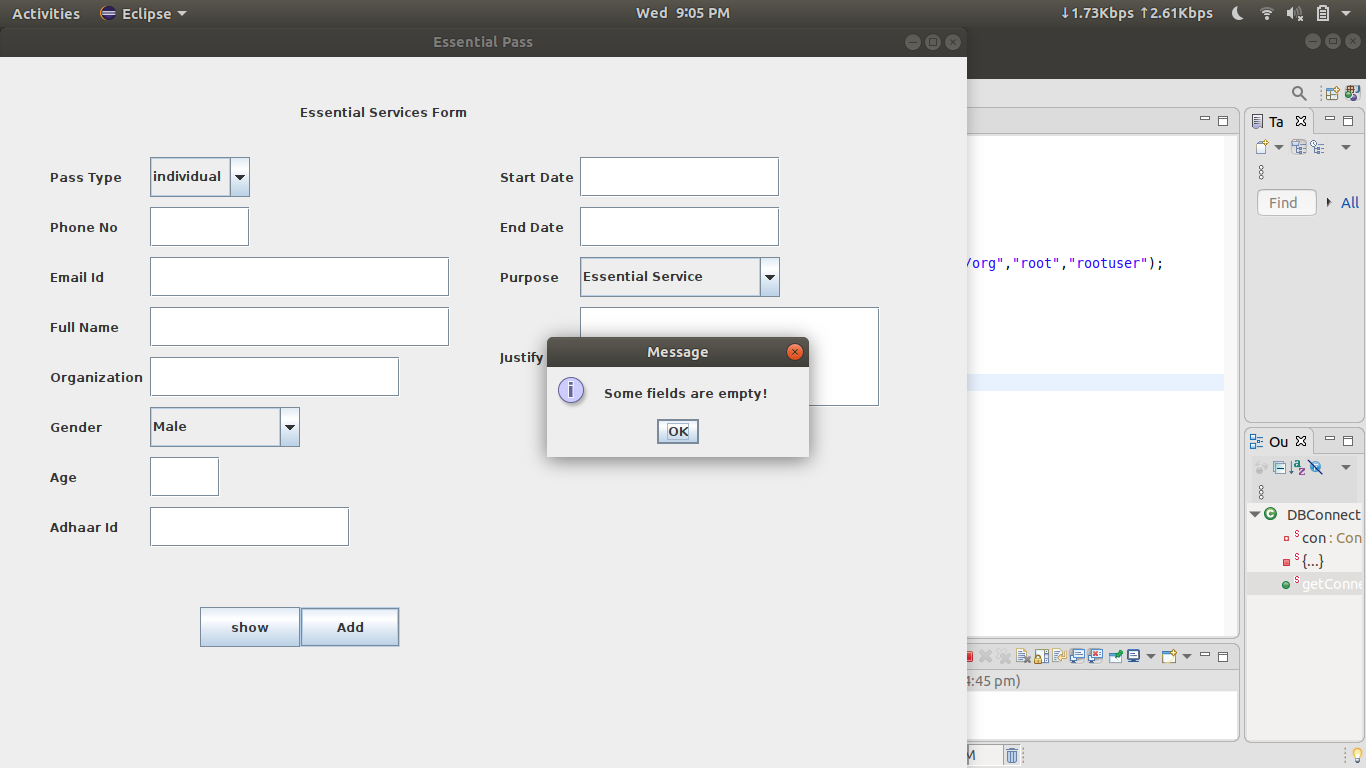 Activities Eclipse Wed 9:05 PM ↓1.73Kbps ↑2.61Kbps
Essential Pass
Essential Services Form
Pass Type individual
Phone No
Email Id
Full Name
Organization
Gender Male
Age
Adhaar Id
show Add
Start Date
End Date
Purpose Essential Service
Justify
Message
i
Some fields are empty!
OK
/org","root","rootuser");
4:45 pm)
M
Ta
Find All
Ou
DBConnect
con : Con
{...}
getConne